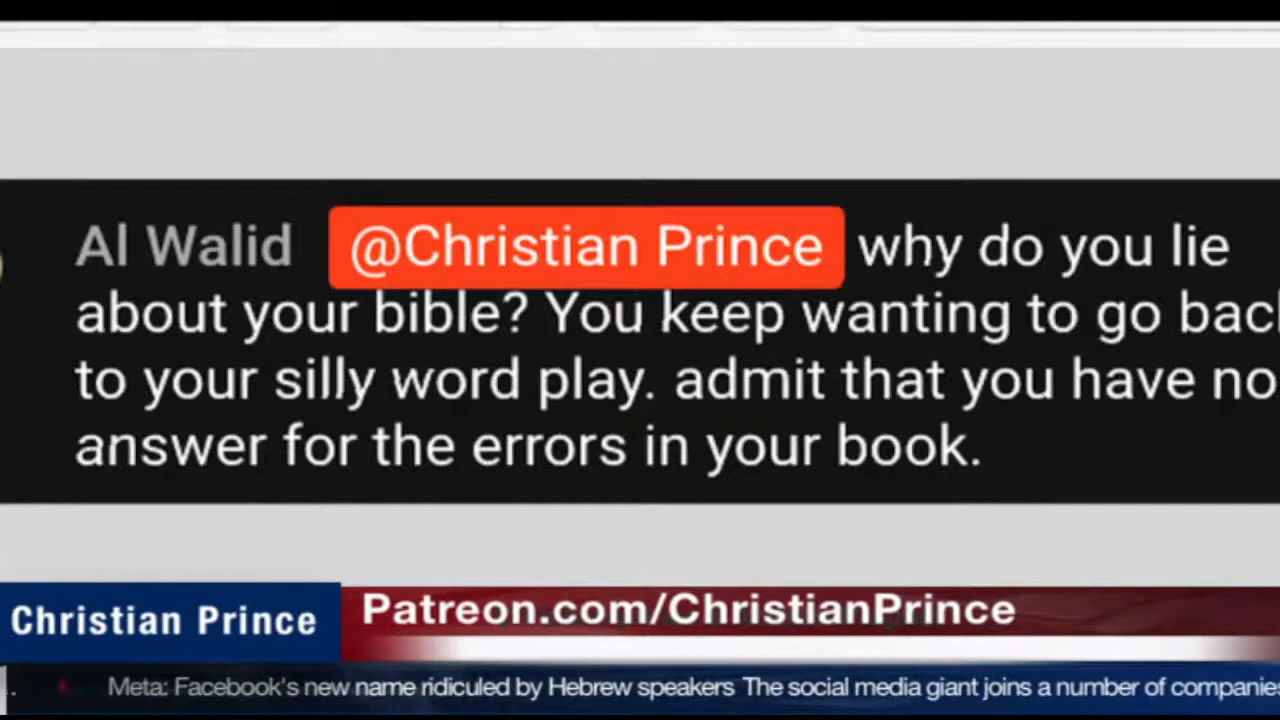 Al Walid @Christian Prince why do you lie
about your bible? You keep wanting to go bac
to your silly word play. admit that you have no
answer for the errors in your book.
Christian Prince
Patreon.com/ChristianPrince
Meta: Facebook's new name ridiculed by Hebrew speakers The social media giant joins a number of companies